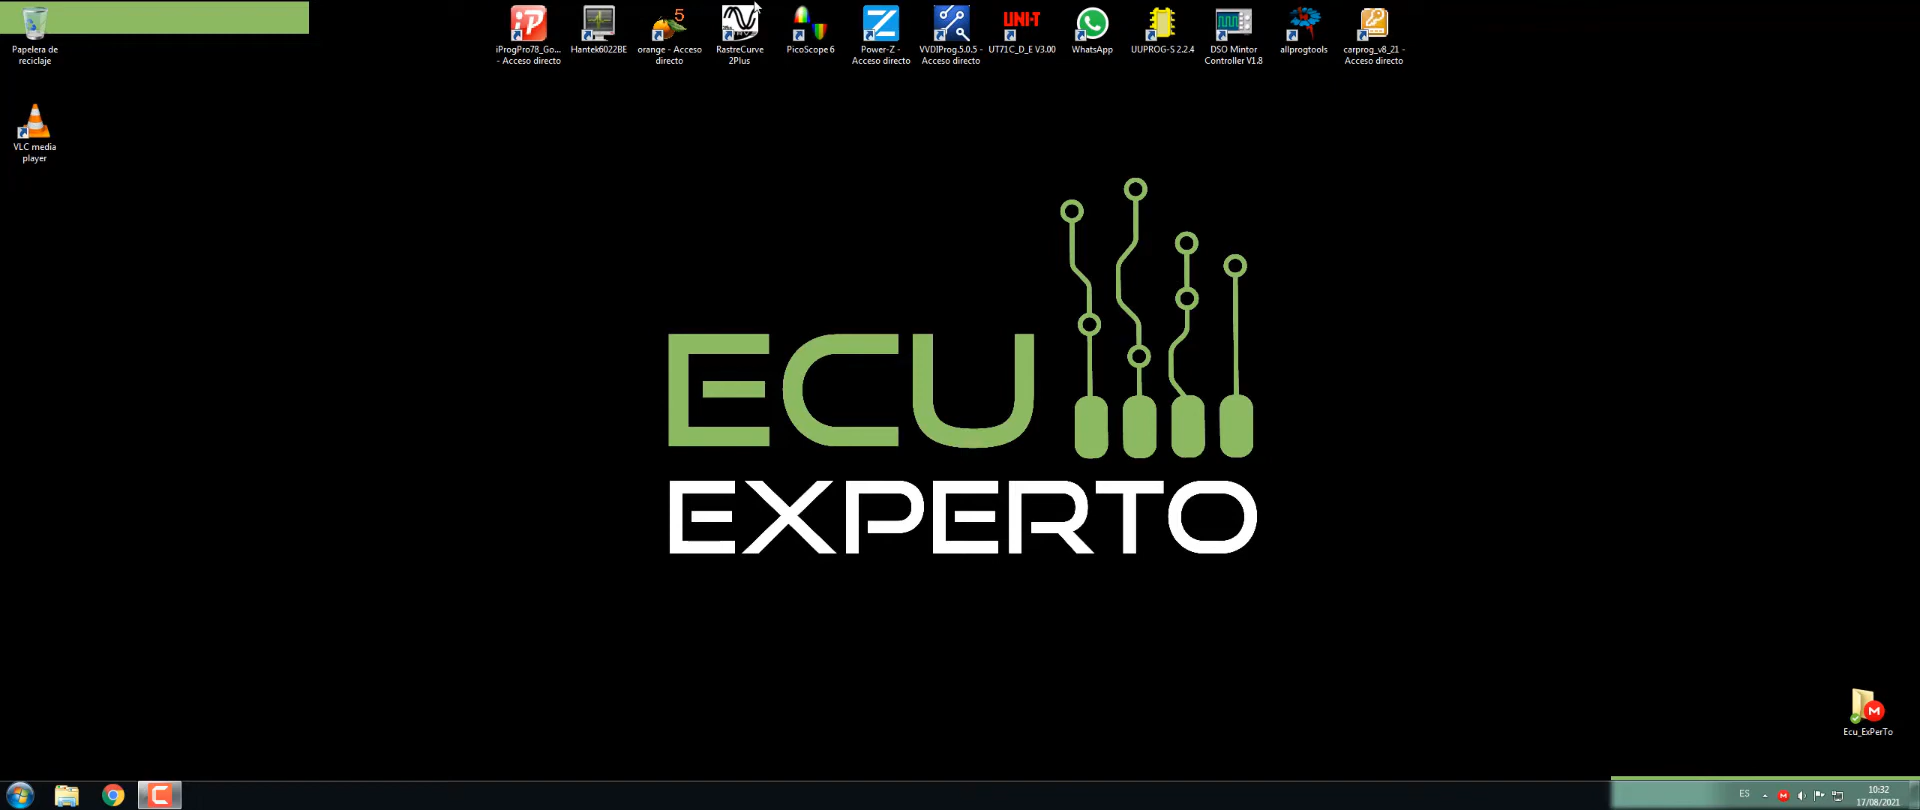 Papelera de
reciclaje
iProgPro78_Go...
- Acceso directo
Hantek6022BE
5
orange - Acceso
directo
RastreCurve
2Plus
PicoScope 6
Z
Power-Z -
Acceso directo
VVDIProg.5.0.5 -
Acceso directo
UNI-T
UT71C_D_E V3.00
WhatsApp
UUPROG-S 2.2.4
DSO Mintor
Controller V1.8
allprogtools
carprog_v8_21 -
Acceso directo
VLC media
player
ECU
EXPERTO
M
Ecu_ExPerTo
ES
10:32
17/08/2021